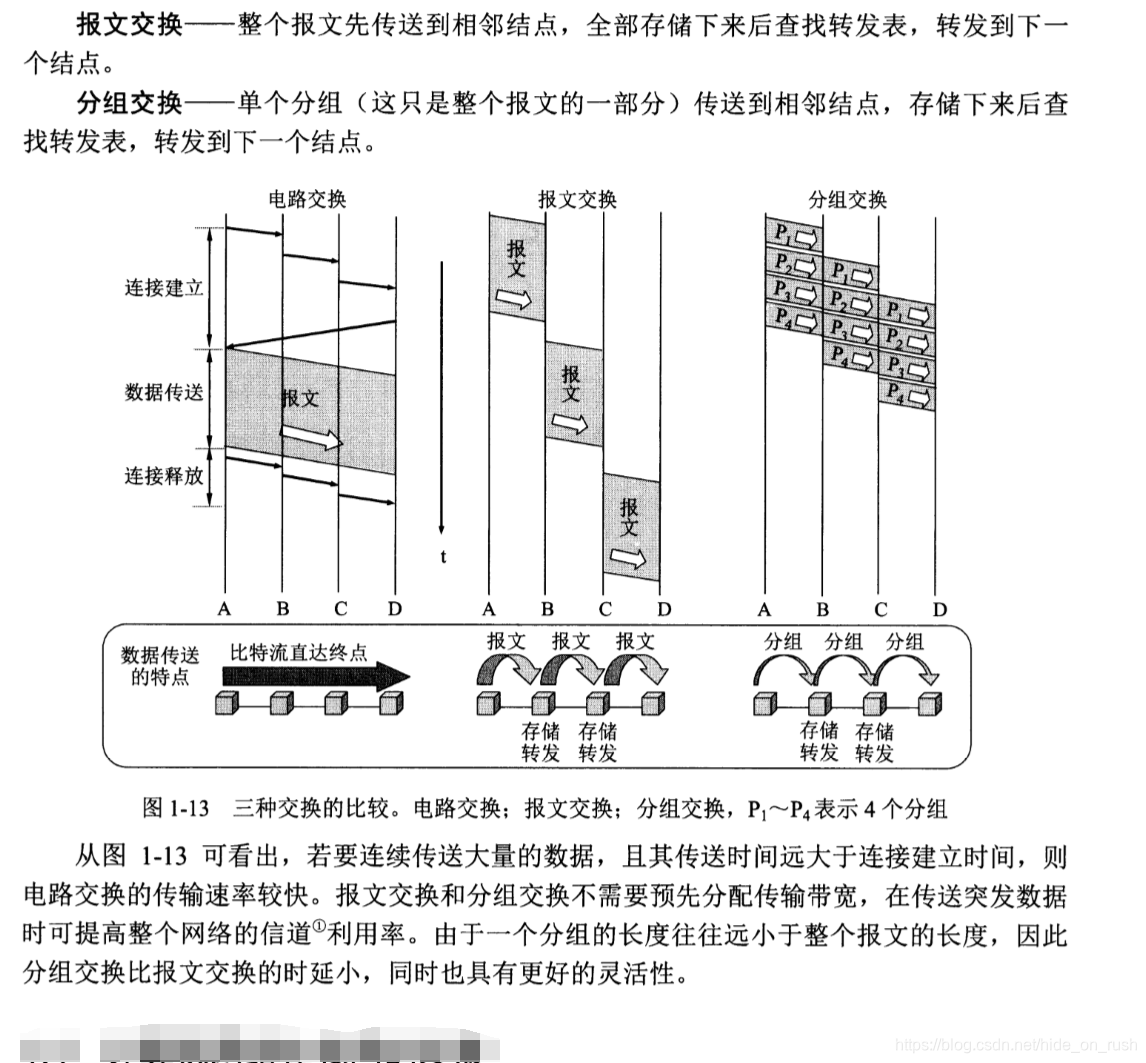 报文交换——整个报文先传送到相邻结点，全部存储下来后查找转发表，转发到下一
个结点。
分组交换——单个分组（这只是整个报文的一部分）传送到相邻结点，存储下来后查
找转发表，转发到下一个结点。
电路交换 报文交换 分组交换
连接建立
数据传送
连接释放
报文
t
报文
报文
报文
P1
P2 P1
P3 P2 P1
P4 P3 P2
P4 P3
P4
A B C D A B C D A B C D
数据传送
的特点
比特流直达终点
报文 报文 报文
分组 分组 分组
存储 存储 存储 存储
转发 转发 转发 转发
图 1-13 三种交换的比较。电路交换；报文交换；分组交换，P1～P4 表示 4 个分组
从图 1-13 可看出，若要连续传送大量的数据，且其传送时间远大于连接建立时间，则
电路交换的传输速率较快。报文交换和分组交换不需要预先分配传输带宽，在传送突发数据
时可提高整个网络的信道①利用率。由于一个分组的长度往往远小于整个报文的长度，因此
分组交换比报文交换的时延小，同时也具有更好的灵活性。
https://blog.csdn.net/hide_on_rush